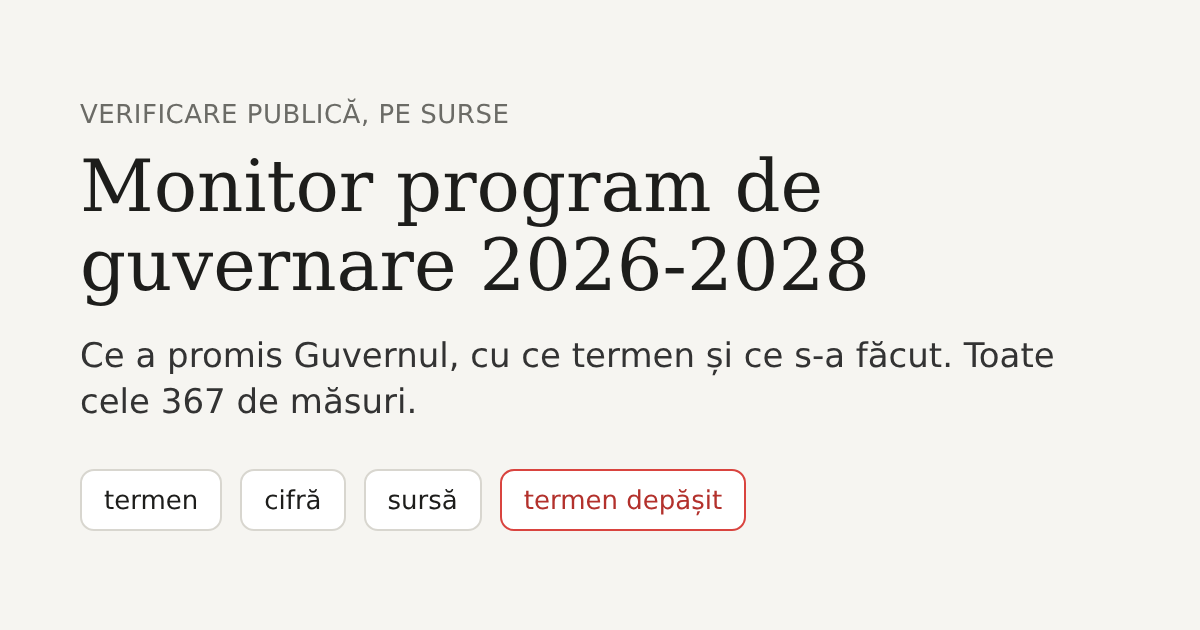 VERIFICARE PUBLICĂ, PE SURSE
Monitor program de
guvernare 2026-2028
Ce a promis Guvernul, cu ce termen și ce s-a făcut. Toate
cele 367 de măsuri.
termen cifră sursă termen depășit